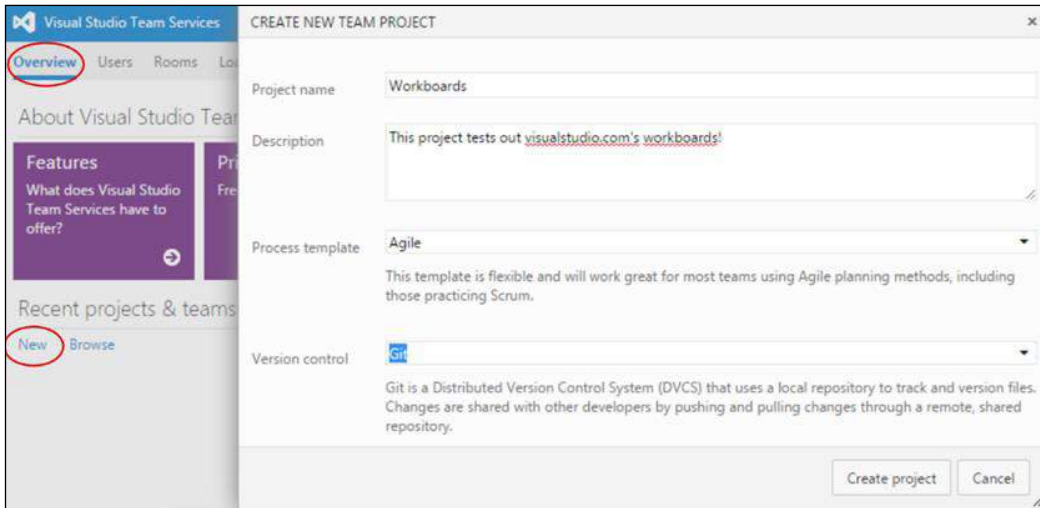 Visual Studio Team Services
Overview Users Rooms
About Visual Studio
Features
What does Visual Studio
Team Services have to
offer?
Recent projects & teams
New Browse
CREATE NEW TEAM PROJECT
Project name
Workboards
Description
This project tests out visualstudio.com's workboards!
Process template
Agile
This template is flexible and will work great for most teams using Agile planning methods, including
those practicing Scrum.
Version control
Git
Git is a Distributed Version Control System (DVCS) that uses a local repository to track and version files.
Changes are shared with other developers by pushing and pulling changes through a remote, shared
repository.
Create project
Cancel